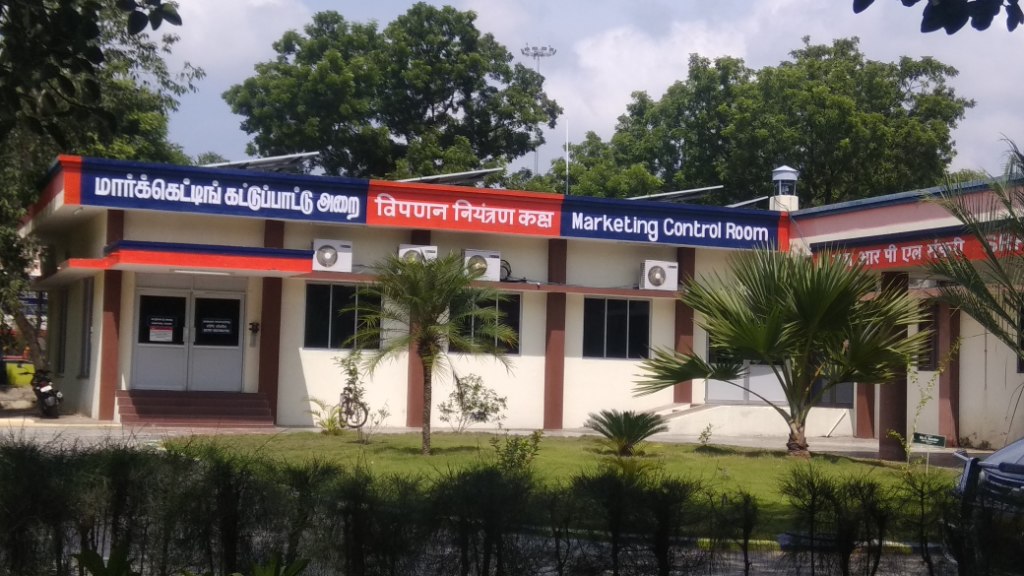 மார்க்கெட்டிங் கட்டுப்பாட்டு அறை
विपणन नियंत्रण कक्ष
Marketing Control Room
आर पी एल